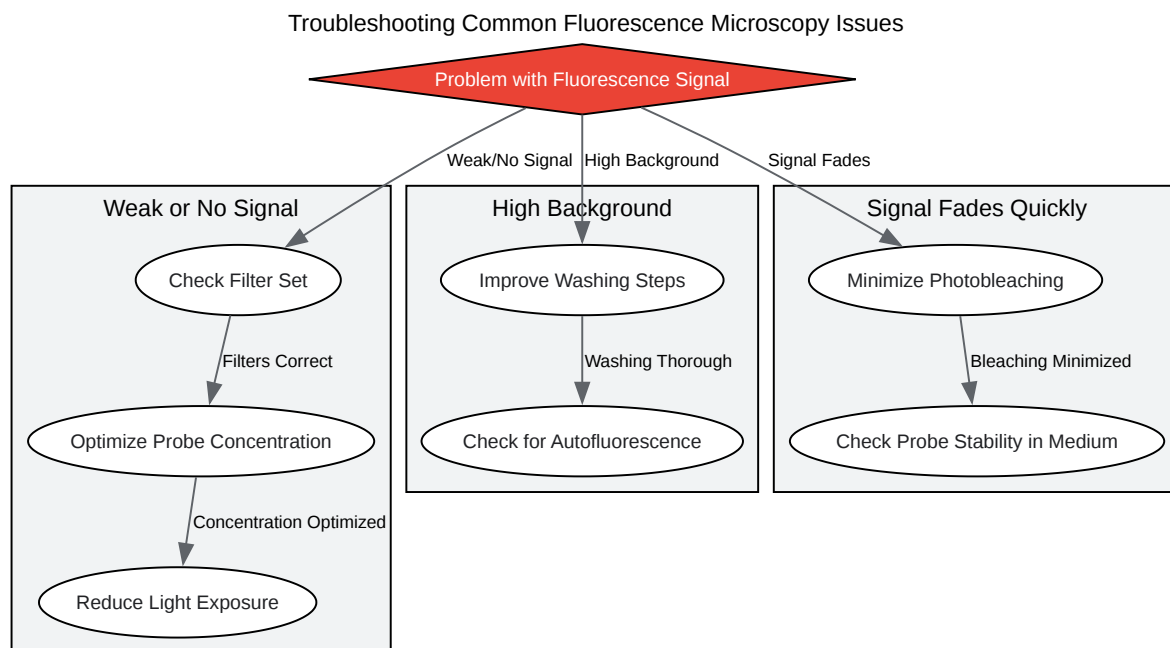 Troubleshooting Common Fluorescence Microscopy Issues
Problem with Fluorescence Signal
Weak/No Signal
High Background
Signal Fades
Weak or No Signal
Check Filter Set
Filters Correct
Optimize Probe Concentration
Concentration Optimized
Reduce Light Exposure
High Background
Improve Washing Steps
Washing Thorough
Check for Autofluorescence
Signal Fades Quickly
Minimize Photobleaching
Bleaching Minimized
Check Probe Stability in Medium